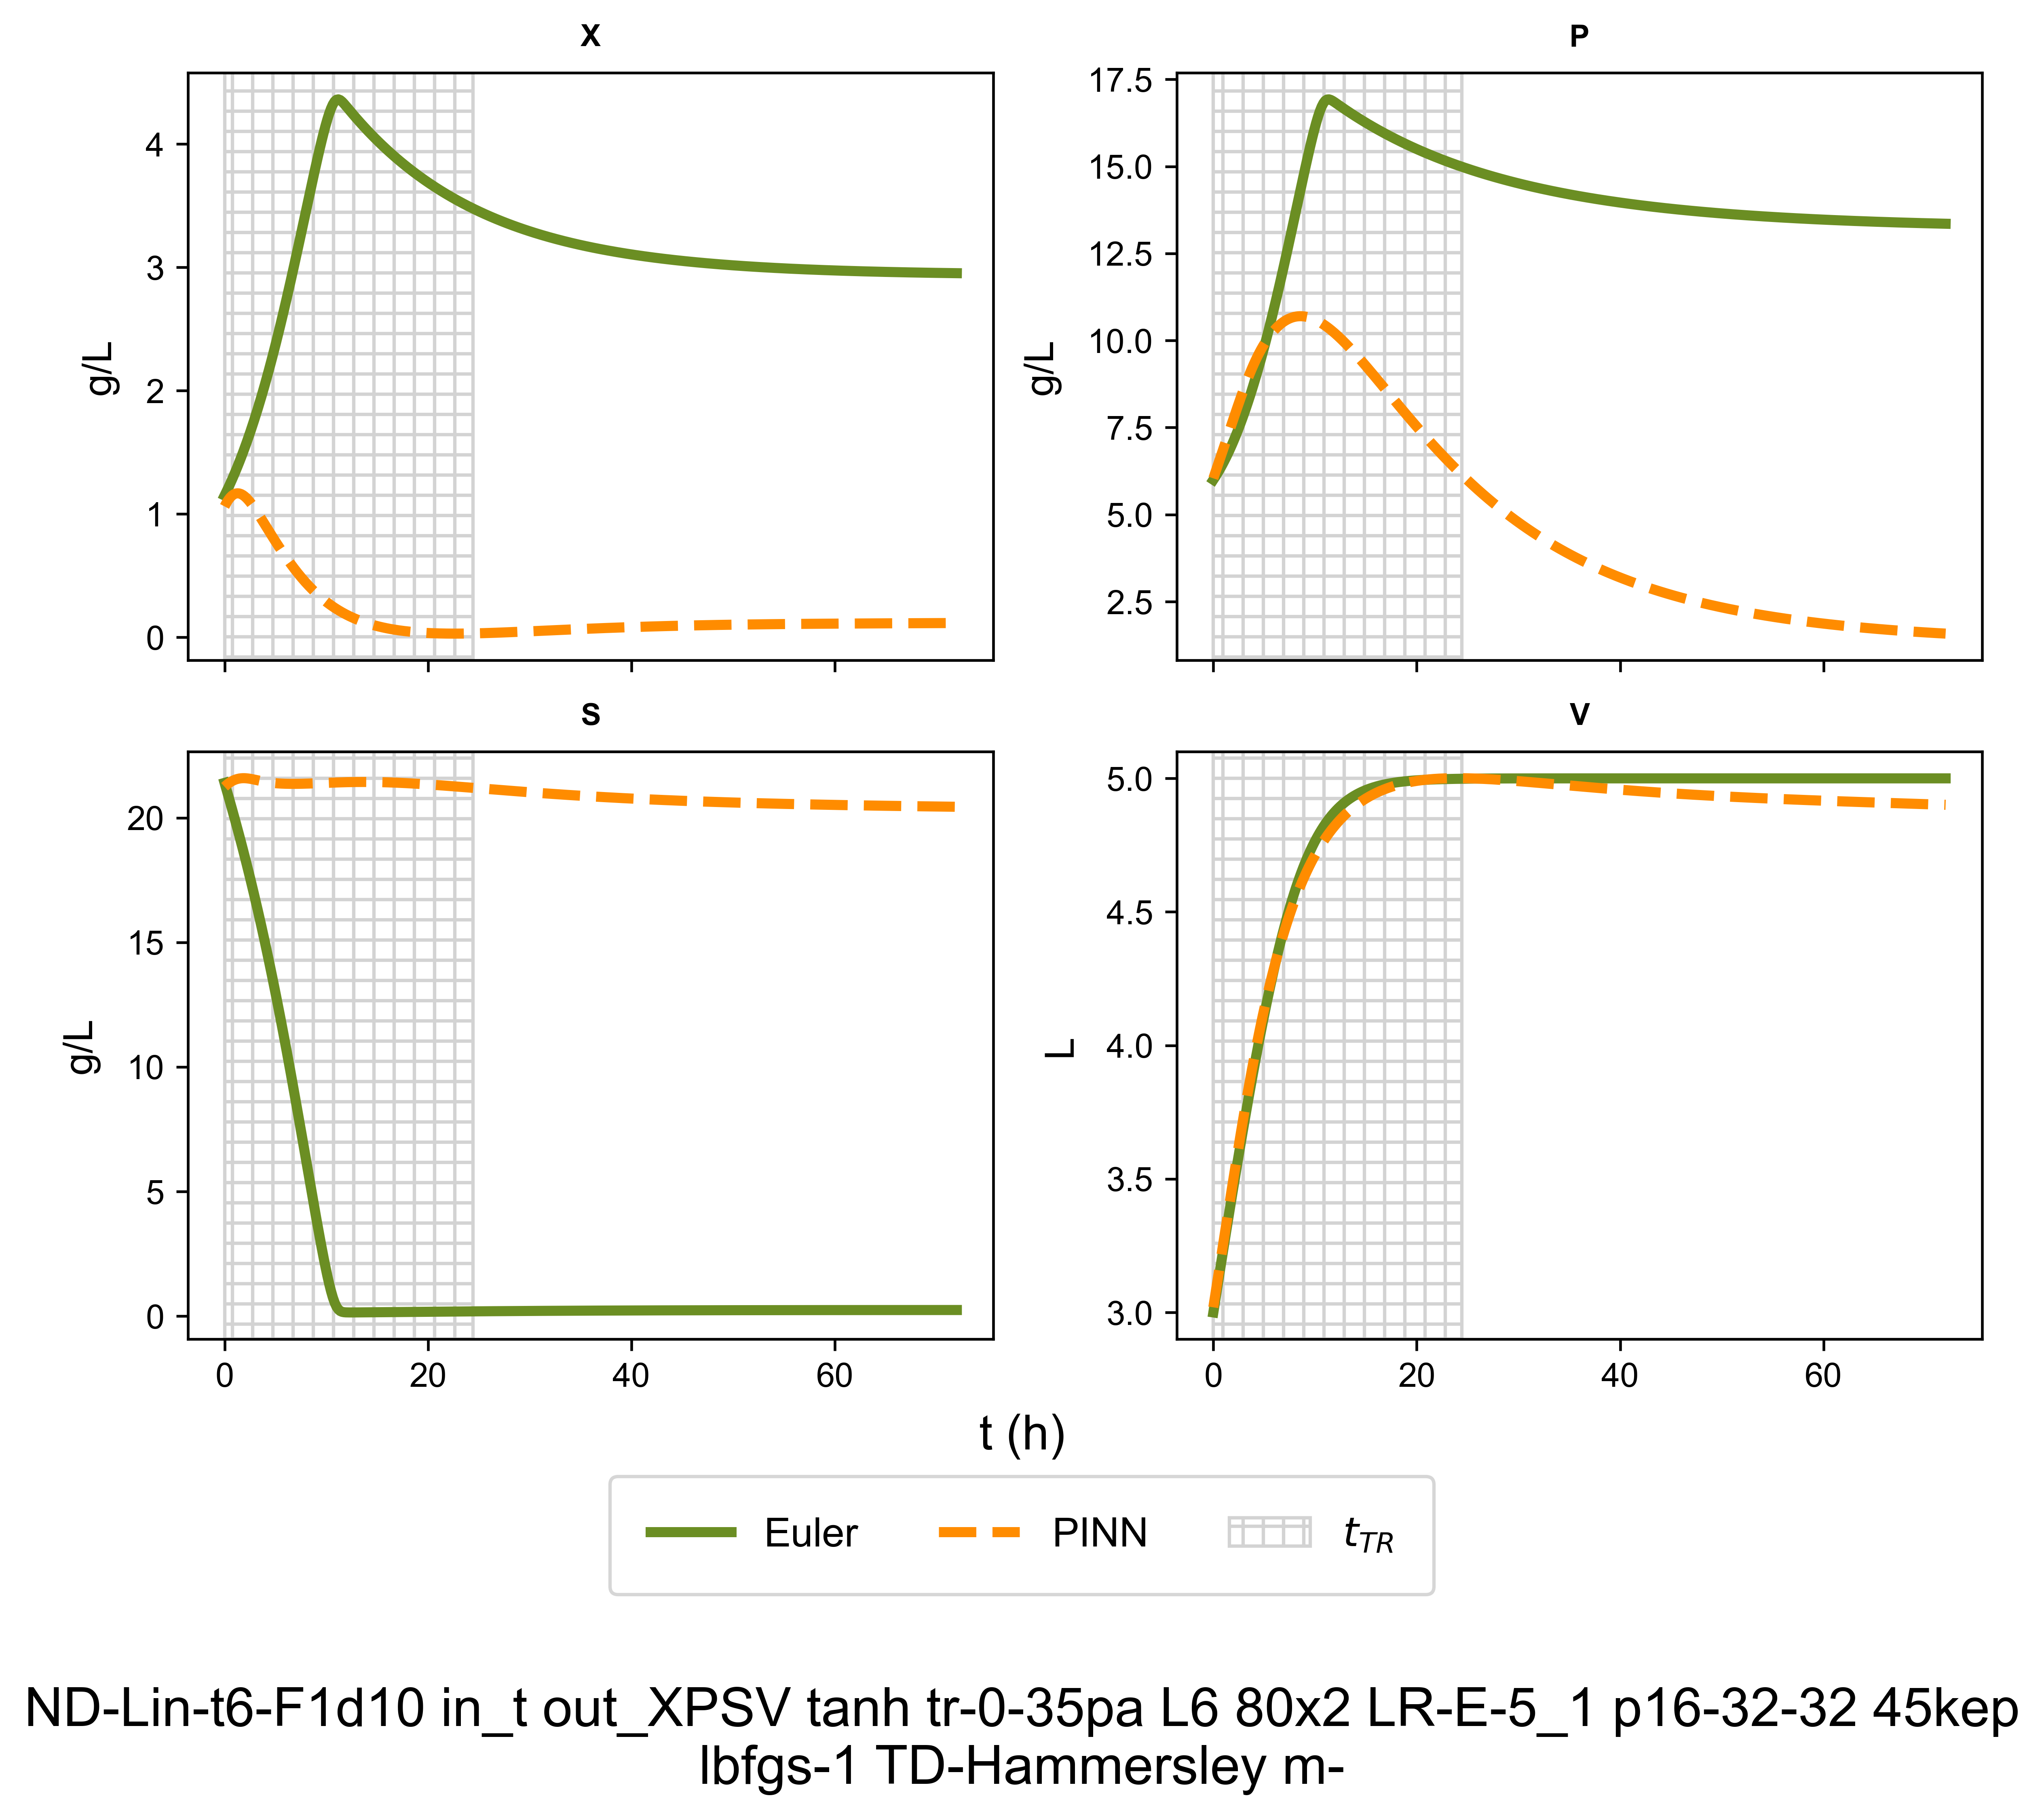 X
P
4
3
2
1
0
g/L
17.5
15.0
12.5
10.0
7.5
5.0
2.5
g/L
S
V
20
15
10
5
0
g/L
0 20 40 60
5.0
4.5
4.0
3.5
3.0
L
0 20 40 60
t (h)
Euler PINN t_TR
ND-Lin-t6-F1d10 in_t out_XPSV tanh tr-0-35pa L6 80x2 LR-E-5_1 p16-32-32 45kep
lbfgs-1 TD-Hammersley m-